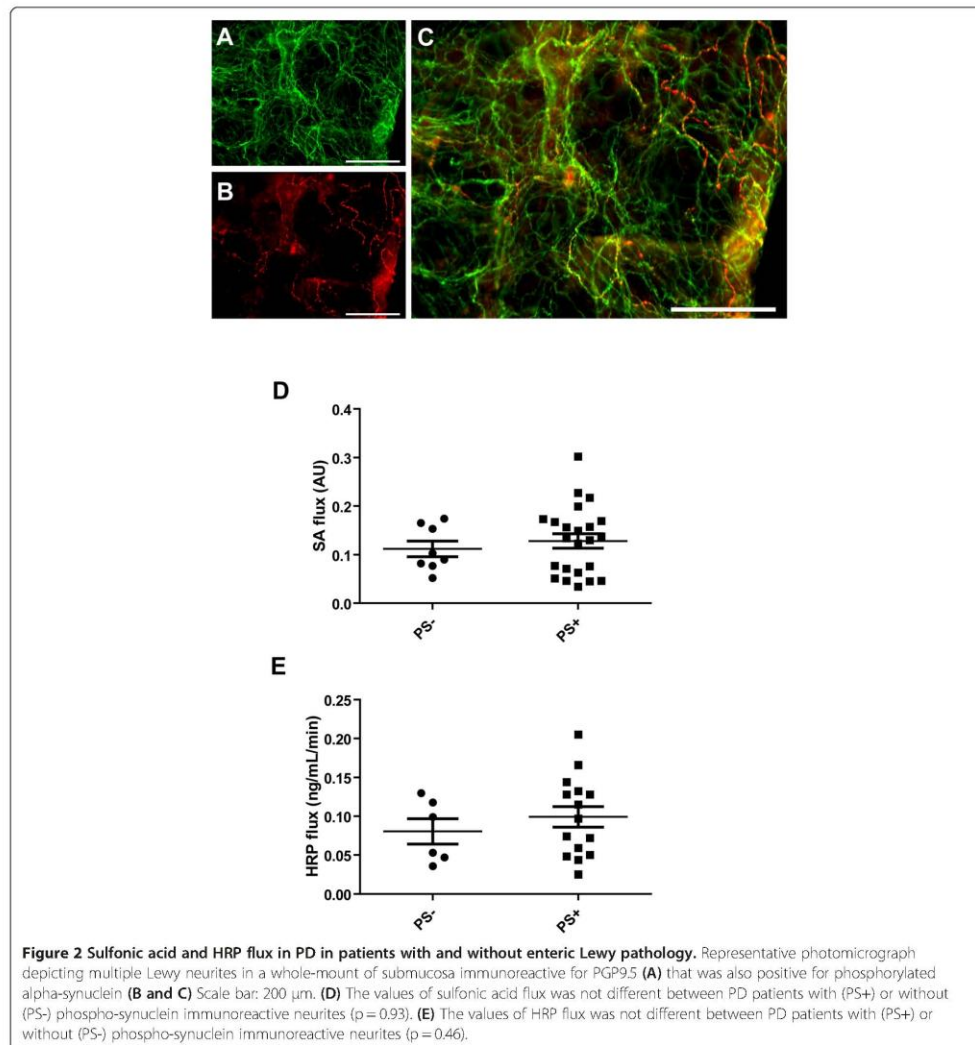 A
B
C
D
0.4
0.3
0.2
0.1
0.0
SA flux (AU)
PS-
PS+
E
0.25
0.20
0.15
0.10
0.05
0.00
HRP flux (ng/mL/min)
PS-
PS+
Figure 2 Sulfonic acid and HRP flux in PD in patients with and without enteric Lewy pathology. Representative photomicrograph
depicting multiple Lewy neurites in a whole-mount of submucosa immunoreactive for PGP9.5 (A) that was also positive for phosphorylated
alpha-synuclein (B and C) Scale bar: 200 μm. (D) The values of sulfonic acid flux was not different between PD patients with (PS+) or without
(PS-) phospho-synuclein immunoreactive neurites (p = 0.93). (E) The values of HRP flux was not different between PD patients with (PS+) or
without (PS-) phospho-synuclein immunoreactive neurites (p = 0.46).